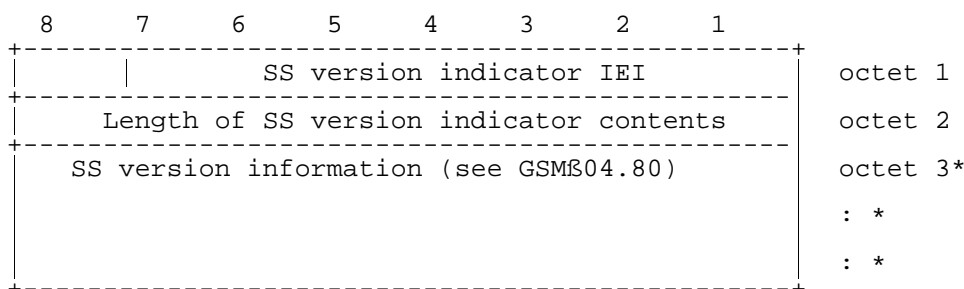 8 7 6 5 4 3 2 1
SS version indicator IEI octet 1
Length of SS version indicator contents octet 2
SS version information (see GSMß04.80) octet 3*
: *
: *